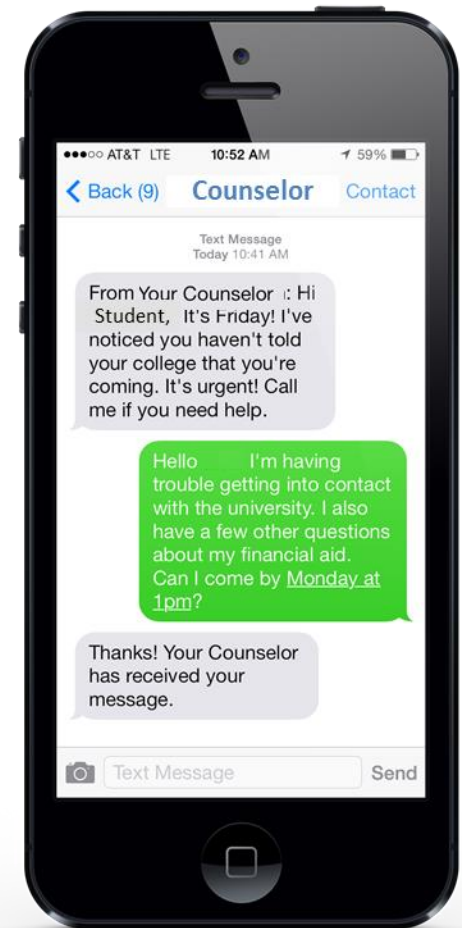 AT&T LTE 10:52 AM 59%
Back (9) Counselor Contact
Text Message
Today 10:41 AM
From Your Counselor : Hi
Student, It's Friday! I've
noticed you haven't told
your college that you're
coming. It's urgent! Call
me if you need help.
Hello I'm having
trouble getting into contact
with the university. I also
have a few other questions
about my financial aid.
Can I come by Monday at
1pm?
Thanks! Your Counselor
has received your
message.
Text Message Send